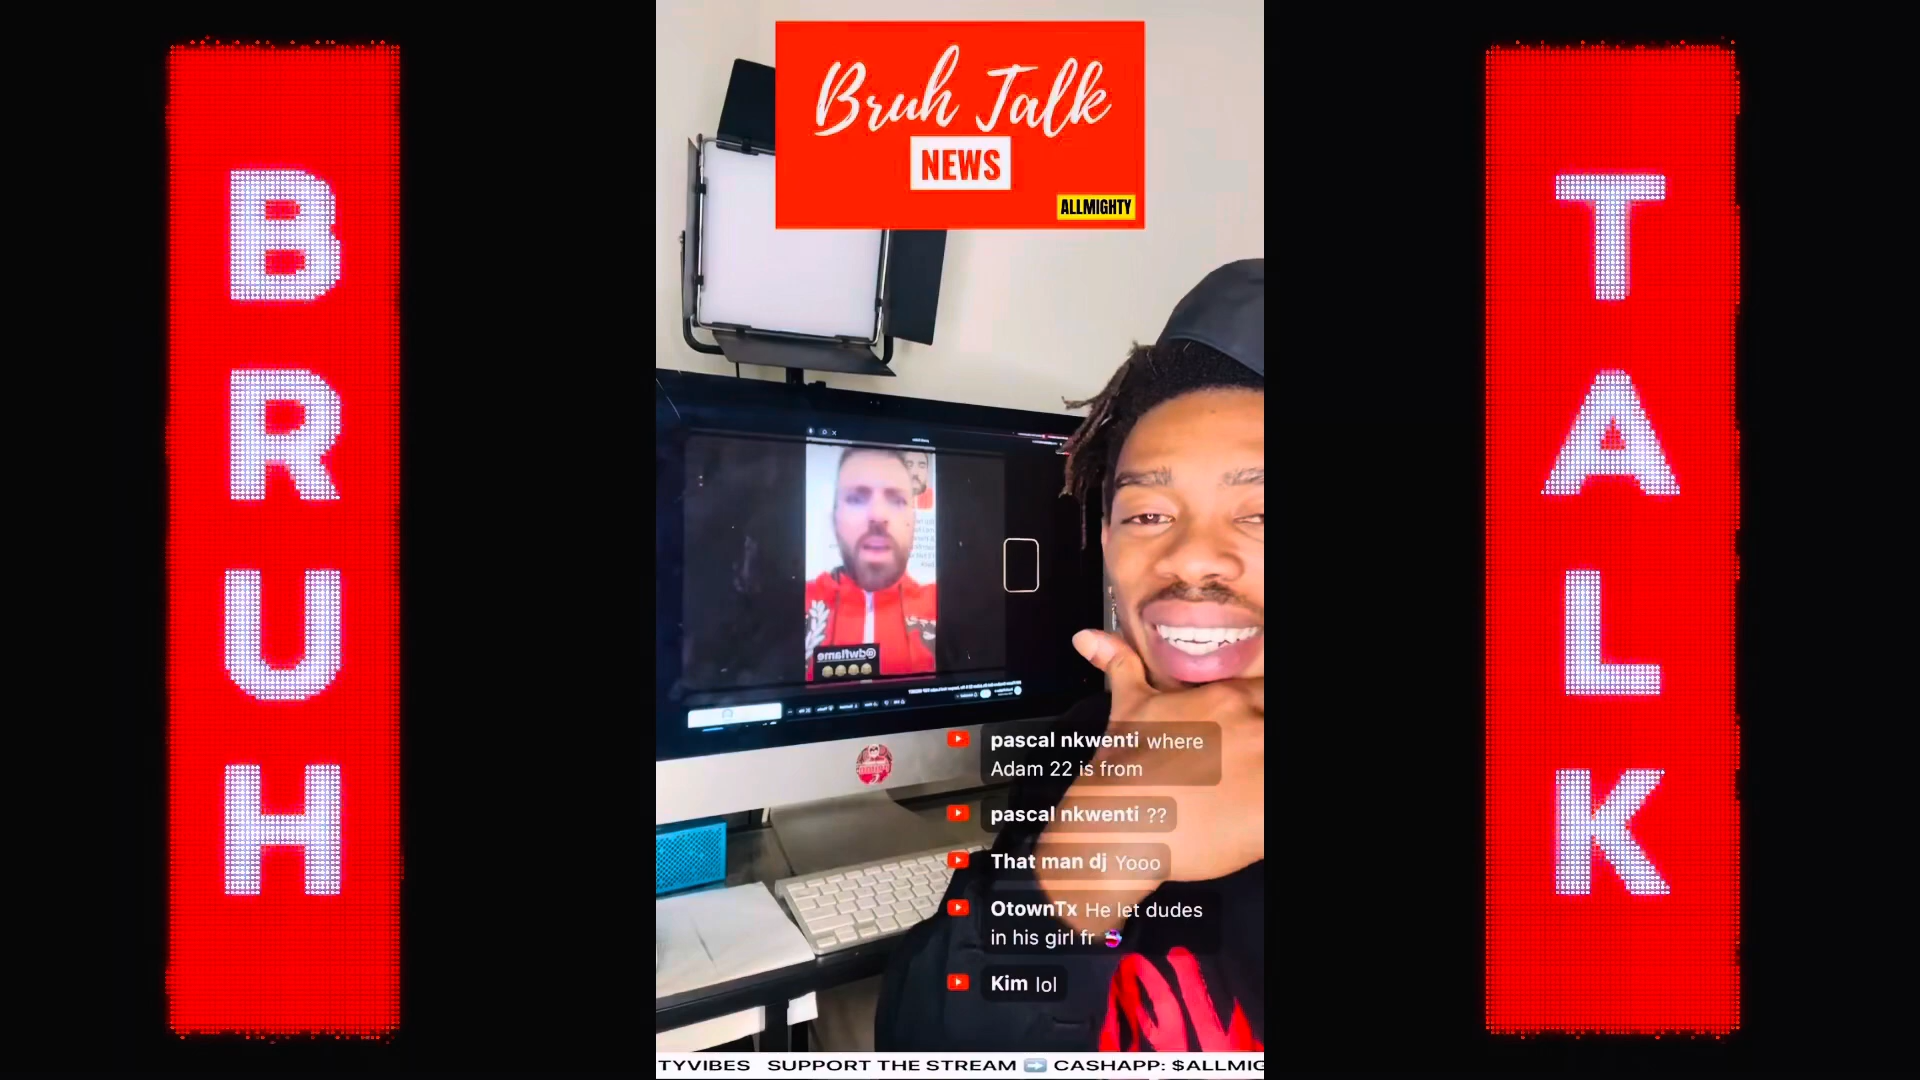 BRUH
Bruh Talk
NEWS
ALLMIGHTY
@dwflame
pascal nkwenti where
Adam 22 is from
pascal nkwenti ??
That man dj Yooo
OtownTx He let dudes
in his girl fr
Kim lol
TYVIBES SUPPORT THE STREAM ➡️ CASHAPP: $ALLMIG
TALK